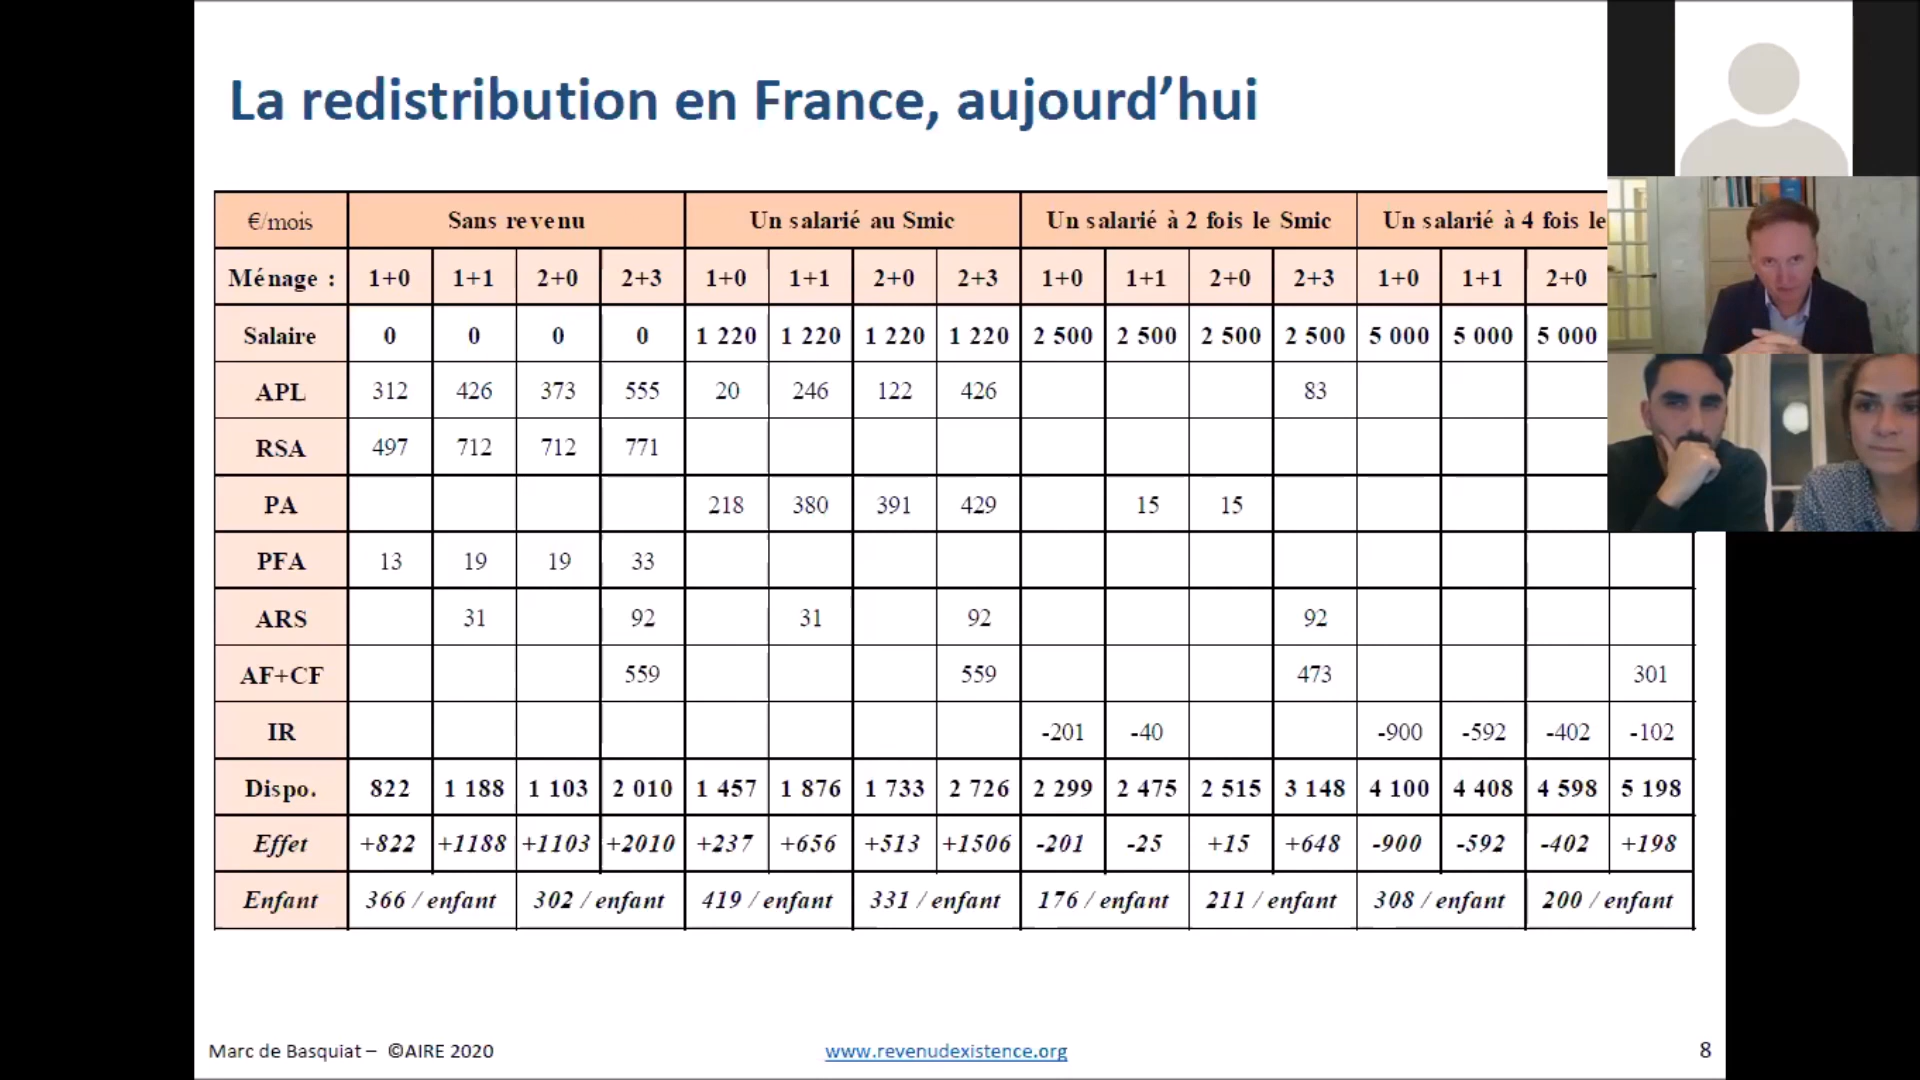 La redistribution en France, aujourd’hui
€/mois Sans revenu Un salarié au Smic Un salarié à 2 fois le Smic Un salarié à 4 fois le
Ménage : 1+0 1+1 2+0 2+3 1+0 1+1 2+0 2+3 1+0 1+1 2+0 2+3 1+0 1+1 2+0
Salaire 0 0 0 0 1 220 1 220 1 220 1 220 2 500 2 500 2 500 2 500 5 000 5 000 5 000
APL 312 426 373 555 20 246 122 426 83
RSA 497 712 712 771
PA 218 380 391 429 15 15
PFA 13 19 19 33
ARS 31 92 31 92 92
AF+CF 559 559 473 301
IR -201 -40 -900 -592 -402 -102
Dispo. 822 1 188 1 103 2 010 1 457 1 876 1 733 2 726 2 299 2 475 2 515 3 148 4 100 4 408 4 598 5 198
Effet +822 +1188 +1103 +2010 +237 +656 +513 +1506 -201 -25 +15 +648 -900 -592 -402 +198
Enfant 366 / enfant 302 / enfant 419 / enfant 331 / enfant 176 / enfant 211 / enfant 308 / enfant 200 / enfant
Marc de Basquiat – ©AIRE 2020 www.revenudexistence.org 8